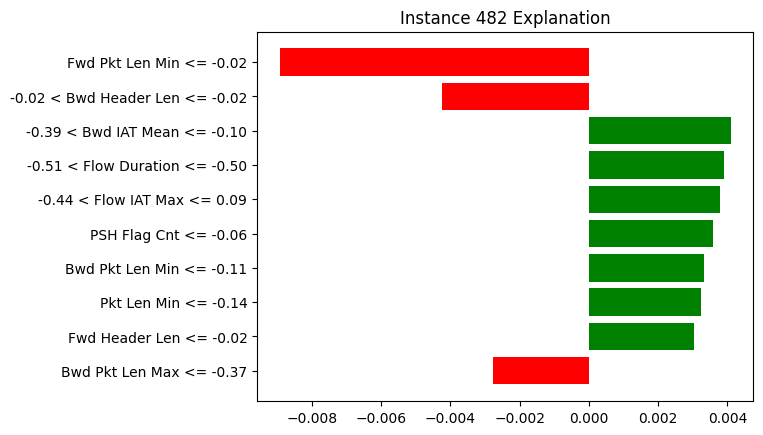 Instance 482 Explanation
Fwd Pkt Len Min <= -0.02
-0.02 < Bwd Header Len <= -0.02
-0.39 < Bwd IAT Mean <= -0.10
-0.51 < Flow Duration <= -0.50
-0.44 < Flow IAT Max <= 0.09
PSH Flag Cnt <= -0.06
Bwd Pkt Len Min <= -0.11
Pkt Len Min <= -0.14
Fwd Header Len <= -0.02
Bwd Pkt Len Max <= -0.37
−0.008 −0.006 −0.004 −0.002 0.000 0.002 0.004